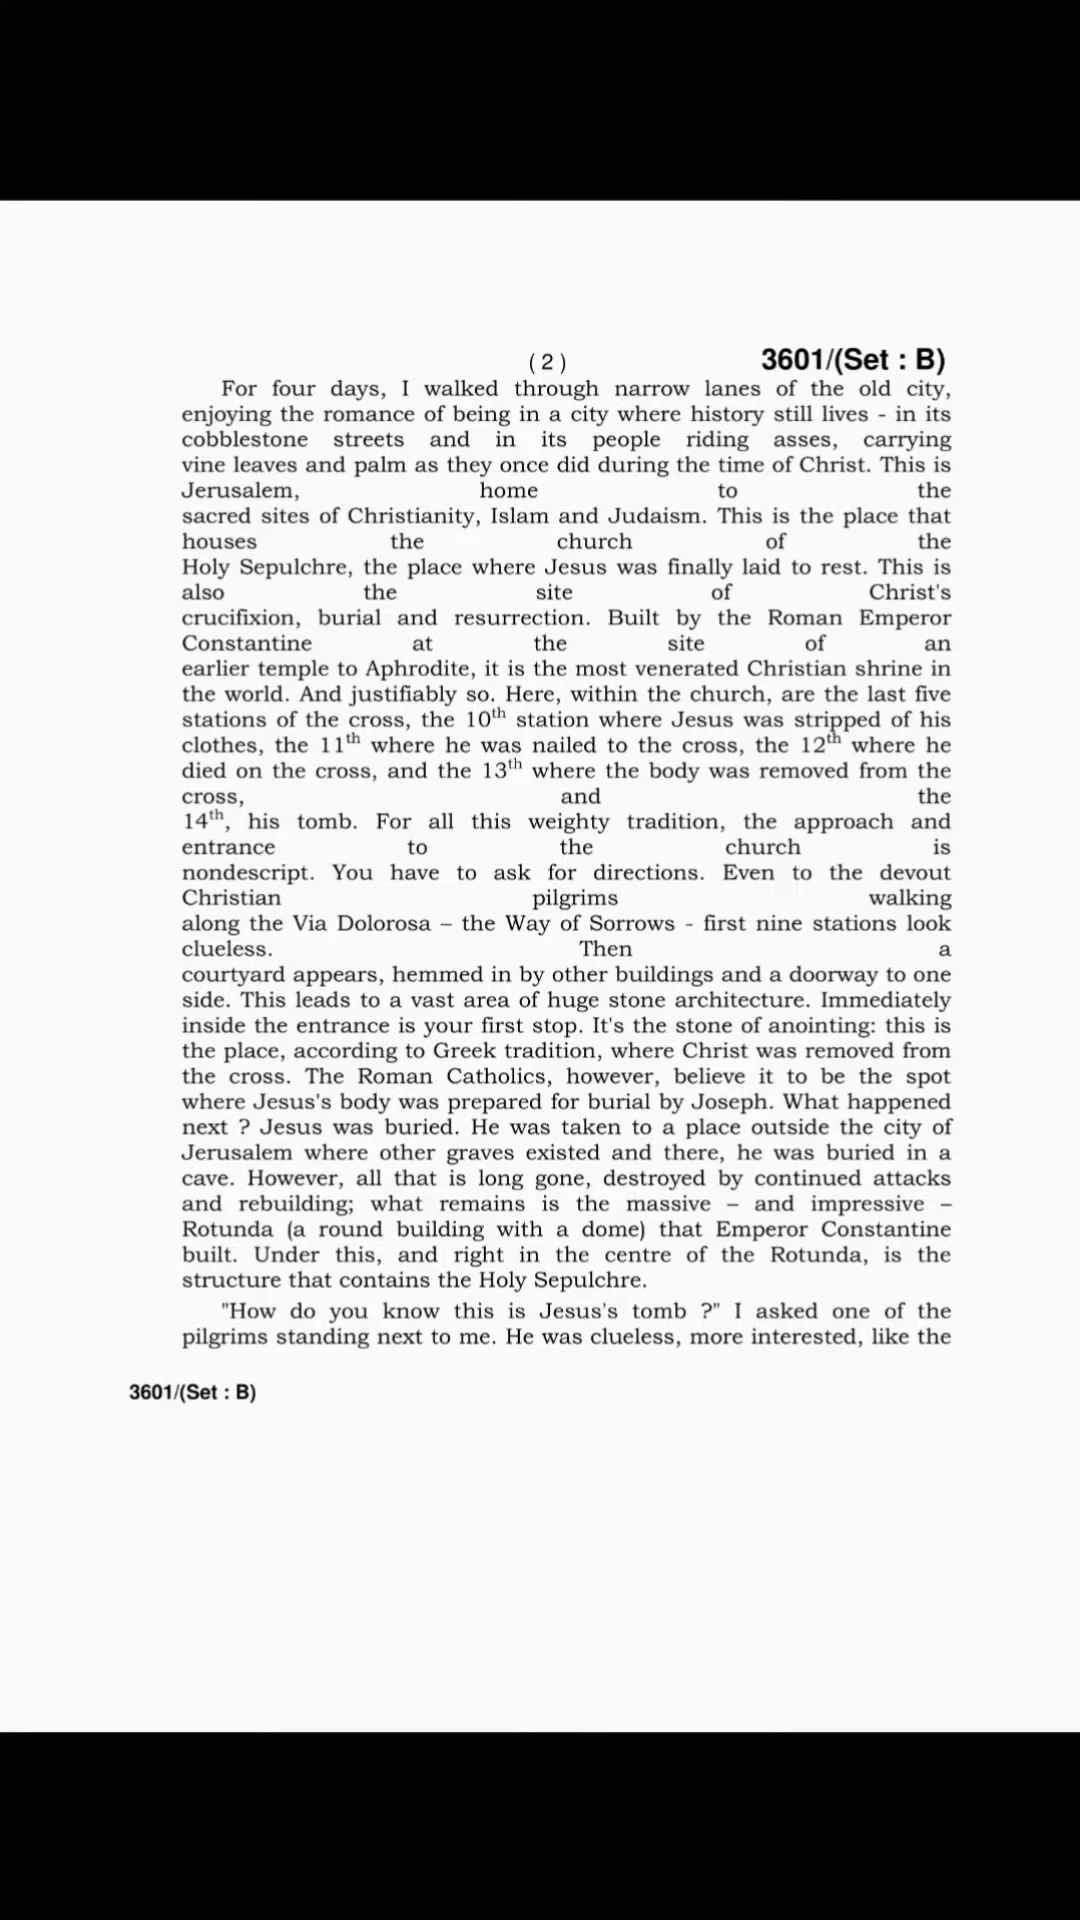 ( 2 ) 3601/(Set : B)
For four days, I walked through narrow lanes of the old city,
enjoying the romance of being in a city where history still lives - in its
cobblestone streets and in its people riding asses, carrying
vine leaves and palm as they once did during the time of Christ. This is
Jerusalem, home to the
sacred sites of Christianity, Islam and Judaism. This is the place that
houses the church of the
Holy Sepulchre, the place where Jesus was finally laid to rest. This is
also the site of Christ's
crucifixion, burial and resurrection. Built by the Roman Emperor
Constantine at the site of an
earlier temple to Aphrodite, it is the most venerated Christian shrine in
the world. And justifiably so. Here, within the church, are the last five
stations of the cross, the 10th station where Jesus was stripped of his
clothes, the 11th where he was nailed to the cross, the 12th where he
died on the cross, and the 13th where the body was removed from the
cross, and the
14th, his tomb. For all this weighty tradition, the approach and
entrance to the church is
nondescript. You have to ask for directions. Even to the devout
Christian pilgrims walking
along the Via Dolorosa – the Way of Sorrows - first nine stations look
clueless. Then a
courtyard appears, hemmed in by other buildings and a doorway to one
side. This leads to a vast area of huge stone architecture. Immediately
inside the entrance is your first stop. It's the stone of anointing: this is
the place, according to Greek tradition, where Christ was removed from
the cross. The Roman Catholics, however, believe it to be the spot
where Jesus's body was prepared for burial by Joseph. What happened
next ? Jesus was buried. He was taken to a place outside the city of
Jerusalem where other graves existed and there, he was buried in a
cave. However, all that is long gone, destroyed by continued attacks
and rebuilding; what remains is the massive – and impressive –
Rotunda (a round building with a dome) that Emperor Constantine
built. Under this, and right in the centre of the Rotunda, is the
structure that contains the Holy Sepulchre.
"How do you know this is Jesus's tomb ?" I asked one of the
pilgrims standing next to me. He was clueless, more interested, like the
3601/(Set : B)